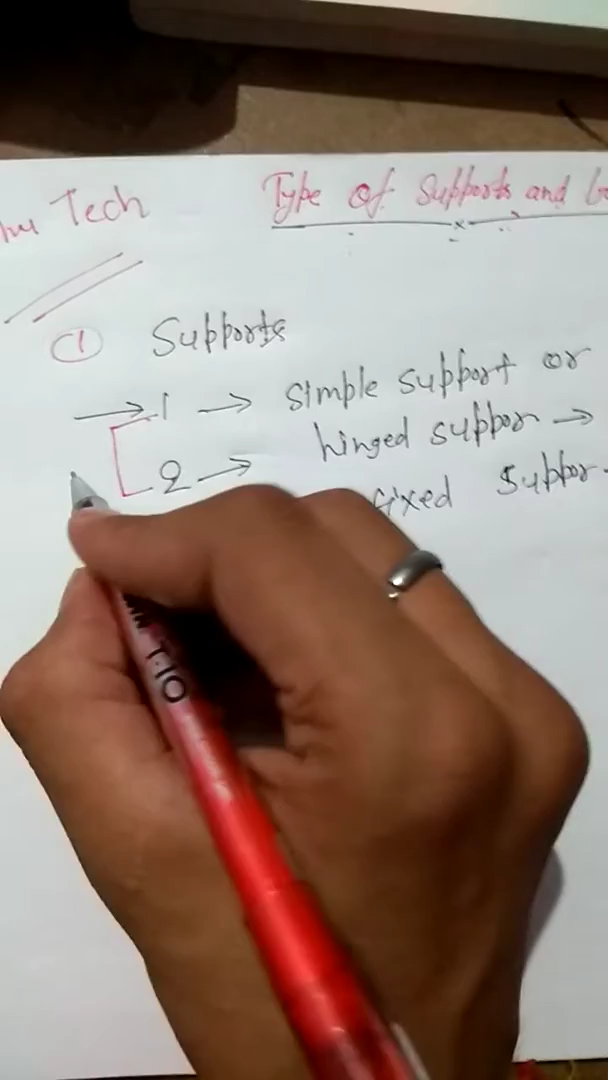 Tech
Type of Supports and
① Supports
→ 1 → simple support or
2 → hinged suppor →
fixed suppor
T-10